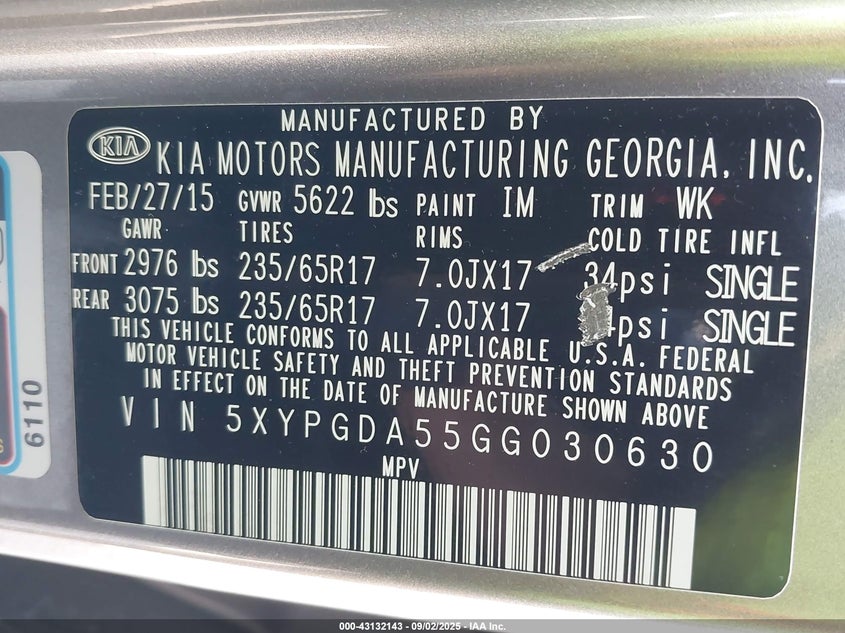 MANUFACTURED BY
KIA KIA MOTORS MANUFACTURING GEORGIA, INC.
FEB/27/15 GVWR 5622 lbs PAINT IM TRIM WK
GAWR TIRES RIMS COLD TIRE INFL
FRONT 2976 lbs 235/65R17 7.0JX17 34psi SINGLE
REAR 3075 lbs 235/65R17 7.0JX17 psi SINGLE
THIS VEHICLE CONFORMS TO ALL APPLICABLE U.S.A. FEDERAL
MOTOR VEHICLE SAFETY AND THEFT PREVENTION STANDARDS
IN EFFECT ON THE DATE OF MANUFACTURE SHOWN ABOVE
VIN 5XYPGDA55GG030630
MPV
6110
000-43132143 - 09/02/2025 - IAA Inc.